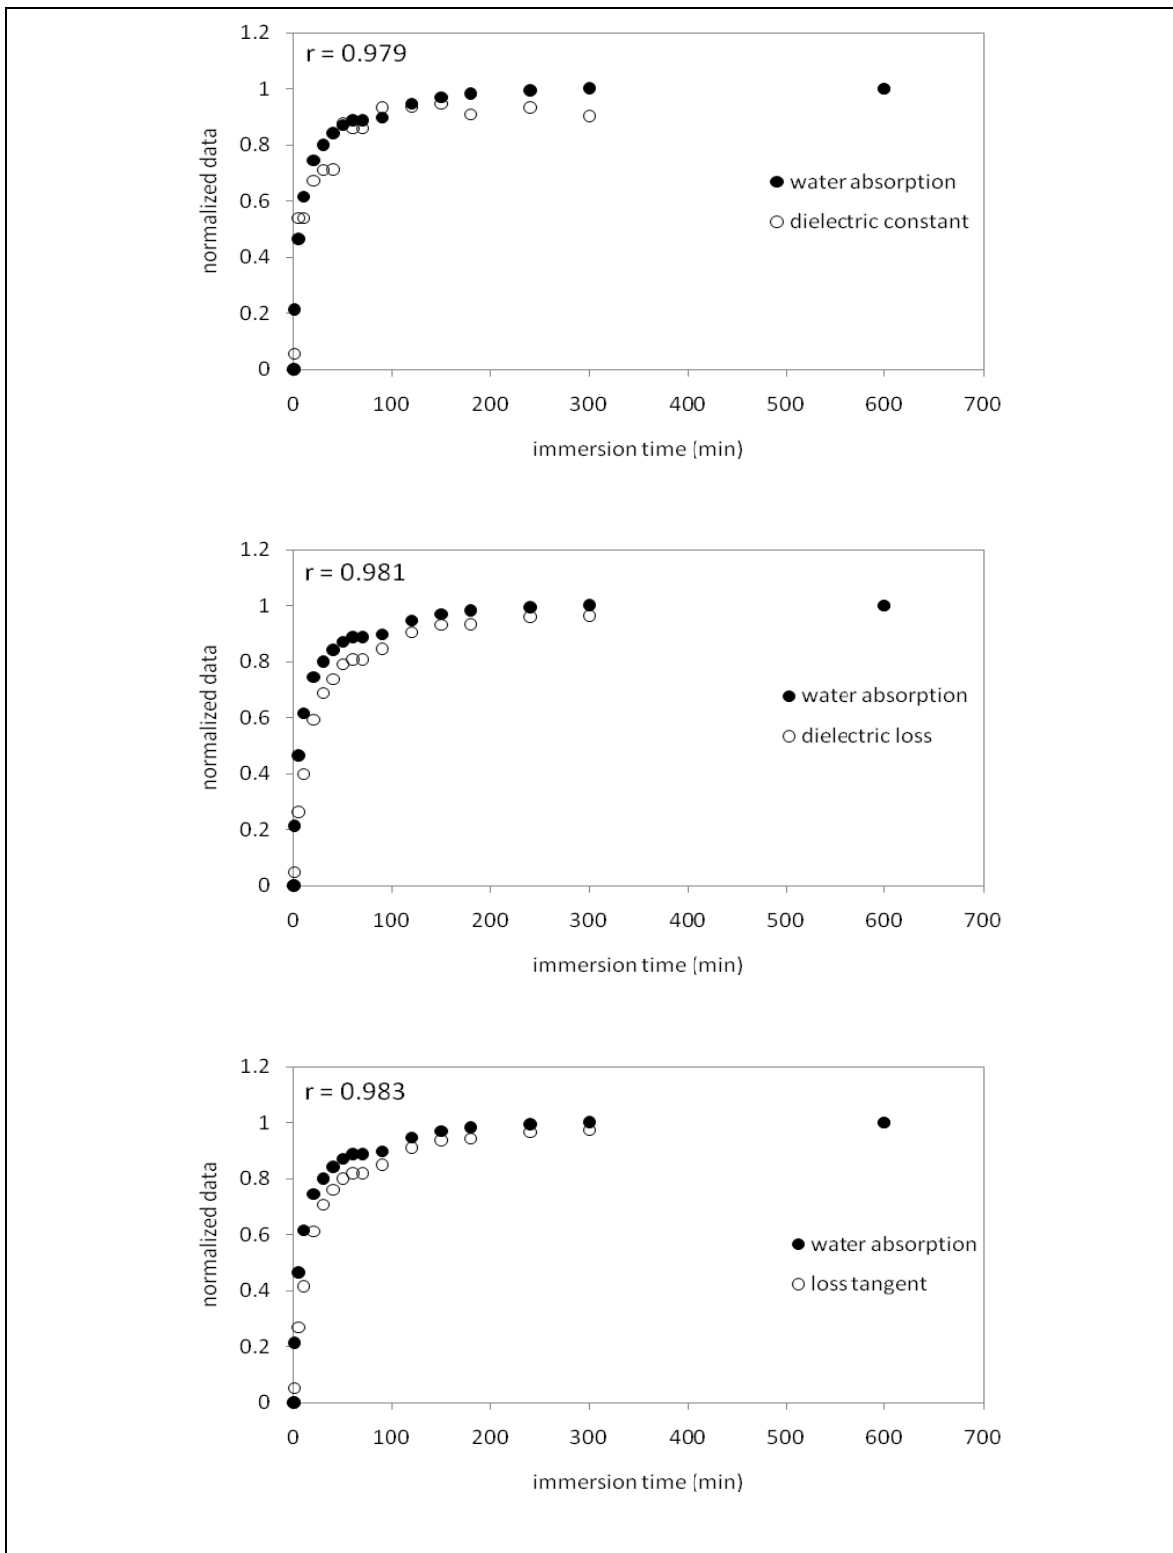 r = 0.979
1.2
1
0.8
0.6
0.4
0.2
0
normalized data
water absorption
dielectric constant
0 100 200 300 400 500 600 700
immersion time (min)
r = 0.981
1.2
1
0.8
0.6
0.4
0.2
0
normalized data
water absorption
dielectric loss
0 100 200 300 400 500 600 700
immersion time (min)
r = 0.983
1.2
1
0.8
0.6
0.4
0.2
0
normalized data
water absorption
loss tangent
0 100 200 300 400 500 600 700
immersion time (min)